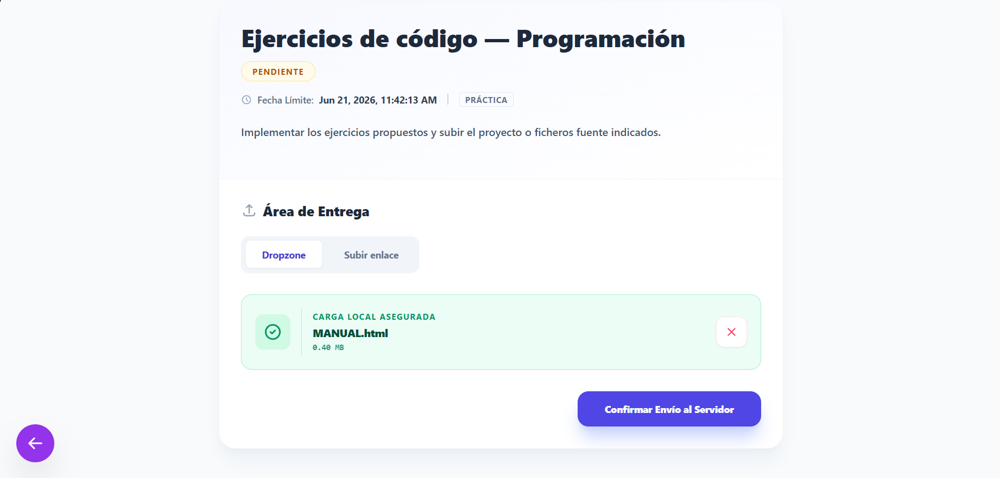 Ejercicios de código — Programación
PENDIENTE
Fecha Límite: Jun 21, 2026, 11:42:13 AM
PRÁCTICA
Implementar los ejercicios propuestos y subir el proyecto o ficheros fuente indicados.
Área de Entrega
Dropzone
Subir enlace
CARGA LOCAL ASEGURADA
MANUAL.html
0.40 MB
Confirmar Envío al Servidor